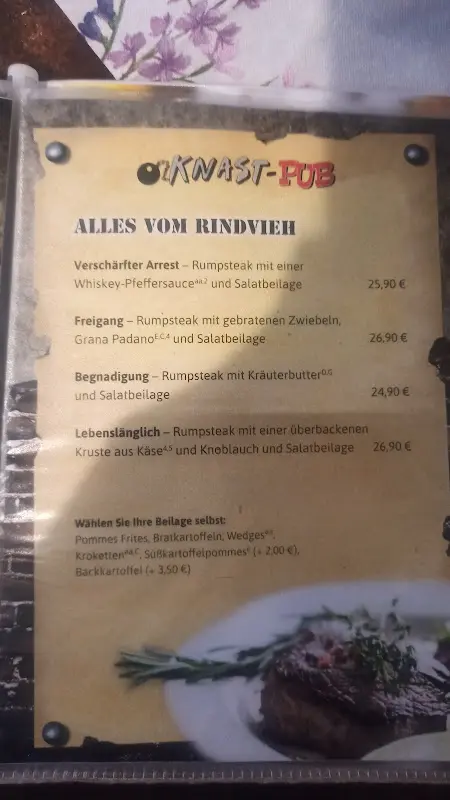 KNAST-PUB
ALLES VOM RINDVIEH
Verschärfter Arrest – Rumpsteak mit einer
Whiskey-Pfeffersauce und Salatbeilage 25,90 €
Freigang – Rumpsteak mit gebratenen Zwiebeln,
Grana Padano und Salatbeilage 26,90 €
Begnadigung – Rumpsteak mit Kräuterbutter
und Salatbeilage 24,90 €
Lebenslänglich – Rumpsteak mit einer überbackenen
Kruste aus Käse und Knoblauch und Salatbeilage 26,90 €
Wählen Sie Ihre Beilage selbst:
Pommes Frites, Bratkartoffeln, Wedges,
Kroketten, Süßkartoffelpommes (+ 2,00 €),
Backkartoffel (+ 3,50 €)